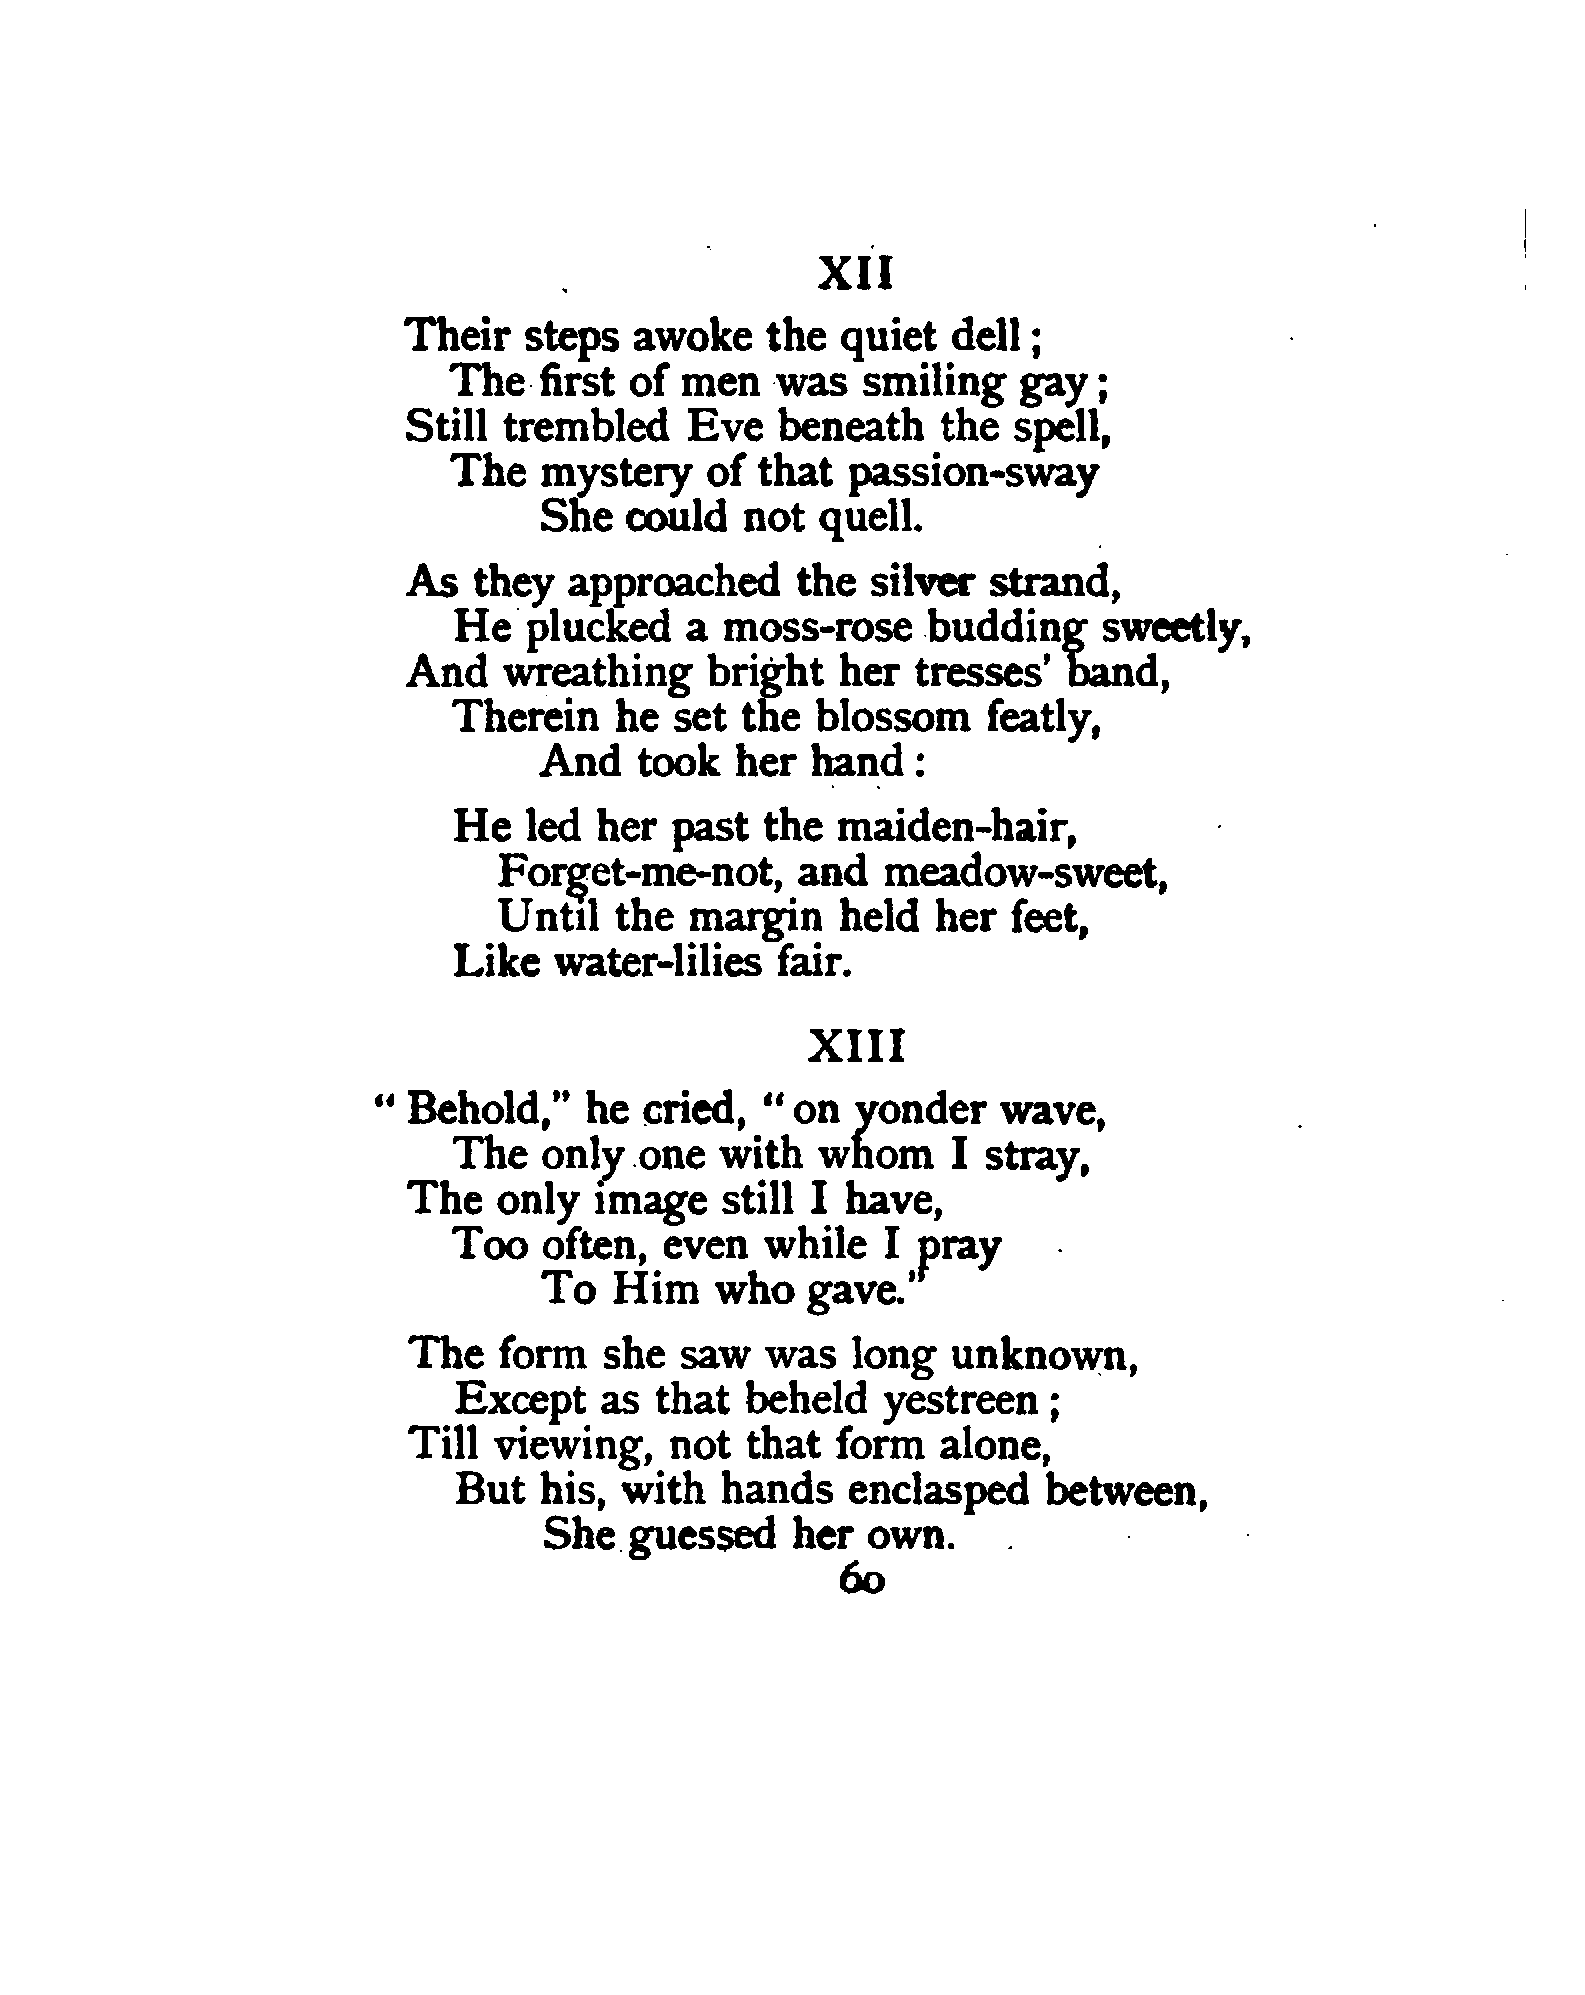 XII
Their steps awoke the quiet dell;
The first of men was smiling gay;
Still trembled Eve beneath the spell,
The mystery of that passion-sway
She could not quell.
As they approached the silver strand,
He plucked a moss-rose budding sweetly,
And wreathing bright her tresses' band,
Therein he set the blossom featly,
And took her hand:
He led her past the maiden-hair,
Forget-me-not, and meadow-sweet,
Until the margin held her feet,
Like water-lilies fair.
XIII
"Behold," he cried, "on yonder wave,
The only one with whom I stray,
The only image still I have,
Too often, even while I pray
To Him who gave."
The form she saw was long unknown,
Except as that beheld yestreen;
Till viewing, not that form alone,
But his, with hands enclasped between,
She guessed her own.
60